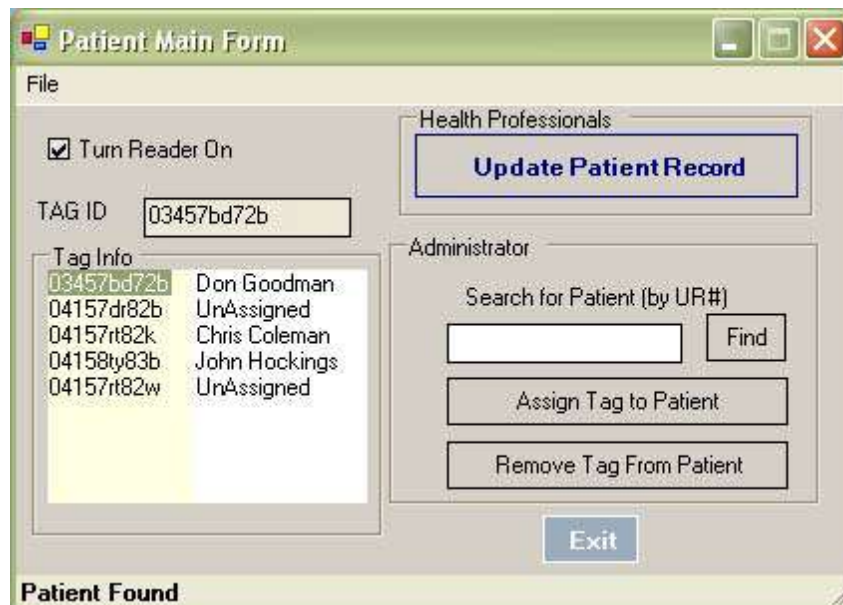 Patient Main Form
File
Turn Reader On
TAG ID 03457bd72b
Tag Info
03457bd72b Don Goodman
04157dr82b UnAssigned
04157rt82k Chris Coleman
04158ty83b John Hockings
04157rt82w UnAssigned
Health Professionals
Update Patient Record
Administrator
Search for Patient (by UR#)
Find
Assign Tag to Patient
Remove Tag From Patient
Exit
Patient Found